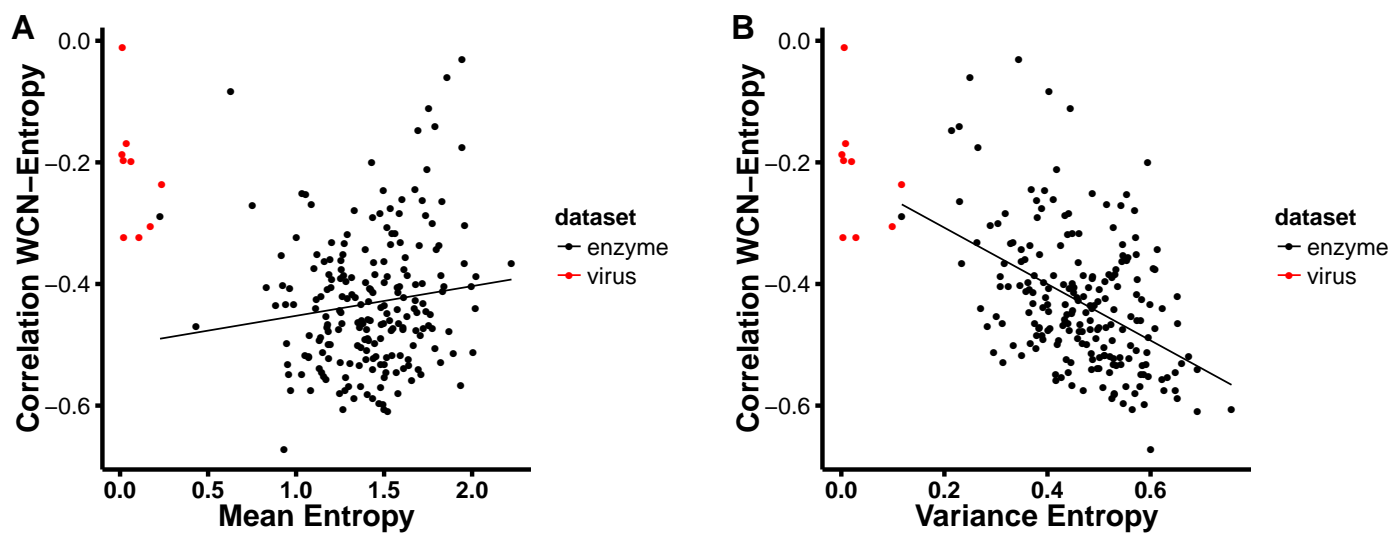 A
Correlation WCN−Entropy
0.0
−0.2
−0.4
−0.6
0.0 0.5 1.0 1.5 2.0
Mean Entropy
dataset
enzyme
virus
B
Correlation WCN−Entropy
0.0
−0.2
−0.4
−0.6
0.0 0.2 0.4 0.6
Variance Entropy
dataset
enzyme
virus